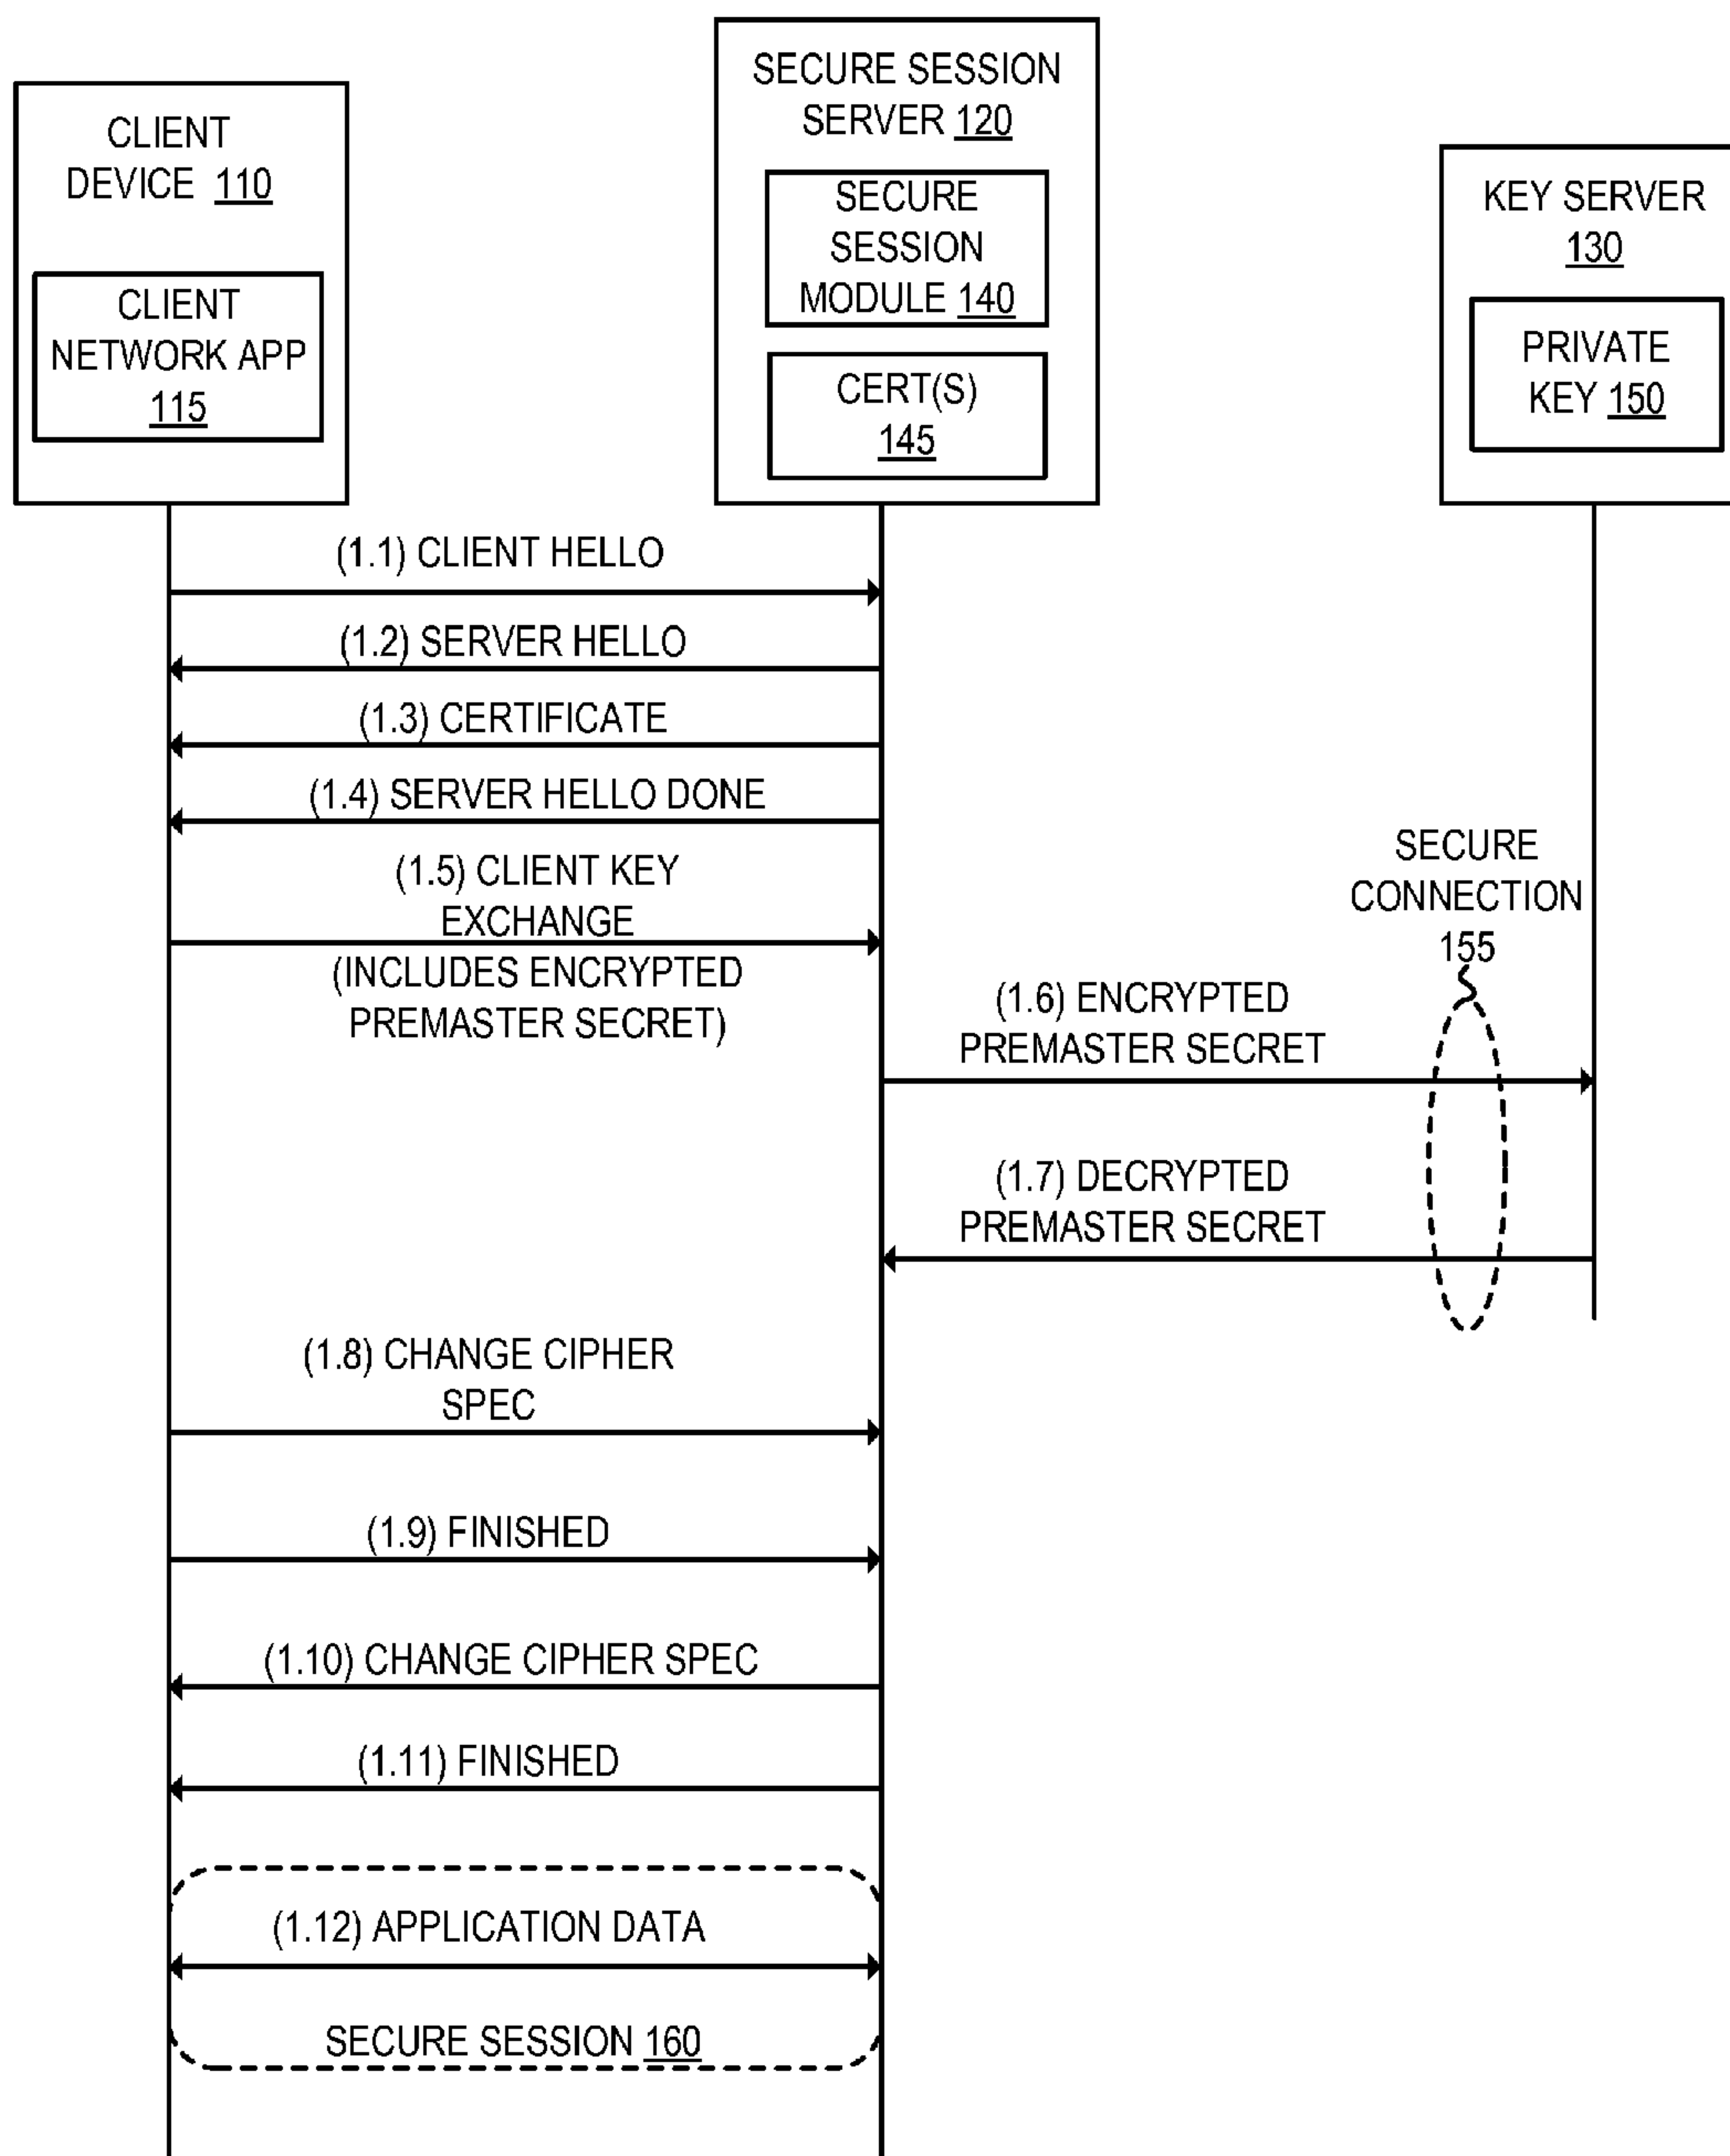 CLIENT
DEVICE 110
CLIENT
NETWORK APP
115
SECURE SESSION
SERVER 120
SECURE
SESSION
MODULE 140
CERT(S)
145
KEY SERVER
130
PRIVATE
KEY 150
(1.1) CLIENT HELLO
(1.2) SERVER HELLO
(1.3) CERTIFICATE
(1.4) SERVER HELLO DONE
(1.5) CLIENT KEY
EXCHANGE
(INCLUDES ENCRYPTED
PREMASTER SECRET)
SECURE
CONNECTION
155
(1.6) ENCRYPTED
PREMASTER SECRET
(1.7) DECRYPTED
PREMASTER SECRET
(1.8) CHANGE CIPHER
SPEC
(1.9) FINISHED
(1.10) CHANGE CIPHER SPEC
(1.11) FINISHED
(1.12) APPLICATION DATA
SECURE SESSION 160